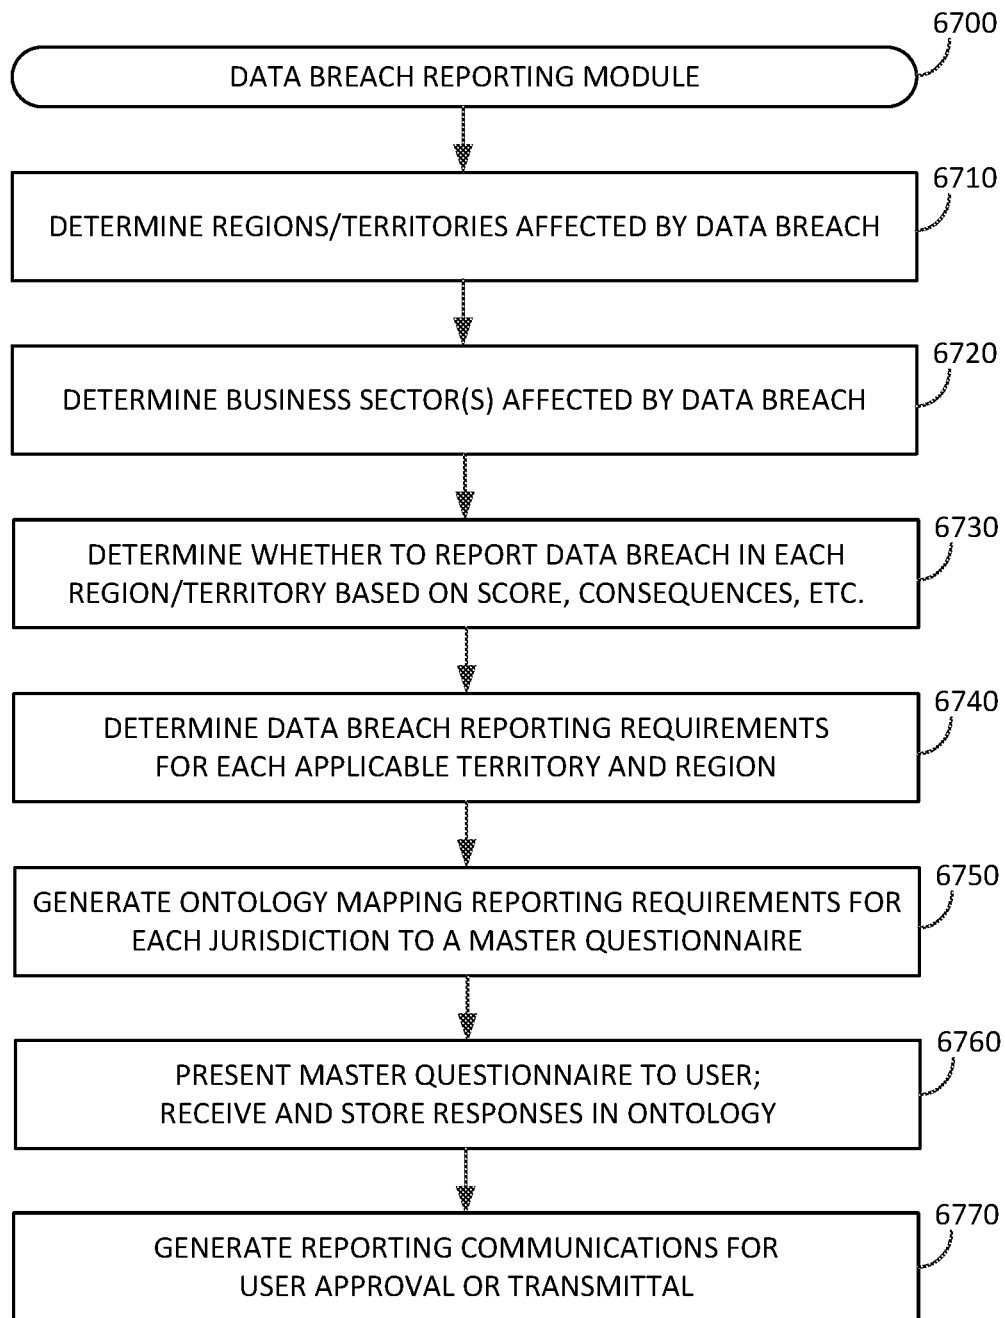 6700
DATA BREACH REPORTING MODULE
6710
DETERMINE REGIONS/TERRITORIES AFFECTED BY DATA BREACH
6720
DETERMINE BUSINESS SECTOR(S) AFFECTED BY DATA BREACH
6730
DETERMINE WHETHER TO REPORT DATA BREACH IN EACH
REGION/TERRITORY BASED ON SCORE, CONSEQUENCES, ETC.
6740
DETERMINE DATA BREACH REPORTING REQUIREMENTS
FOR EACH APPLICABLE TERRITORY AND REGION
6750
GENERATE ONTOLOGY MAPPING REPORTING REQUIREMENTS FOR
EACH JURISDICTION TO A MASTER QUESTIONNAIRE
6760
PRESENT MASTER QUESTIONNAIRE TO USER;
RECEIVE AND STORE RESPONSES IN ONTOLOGY
6770
GENERATE REPORTING COMMUNICATIONS FOR
USER APPROVAL OR TRANSMITTAL